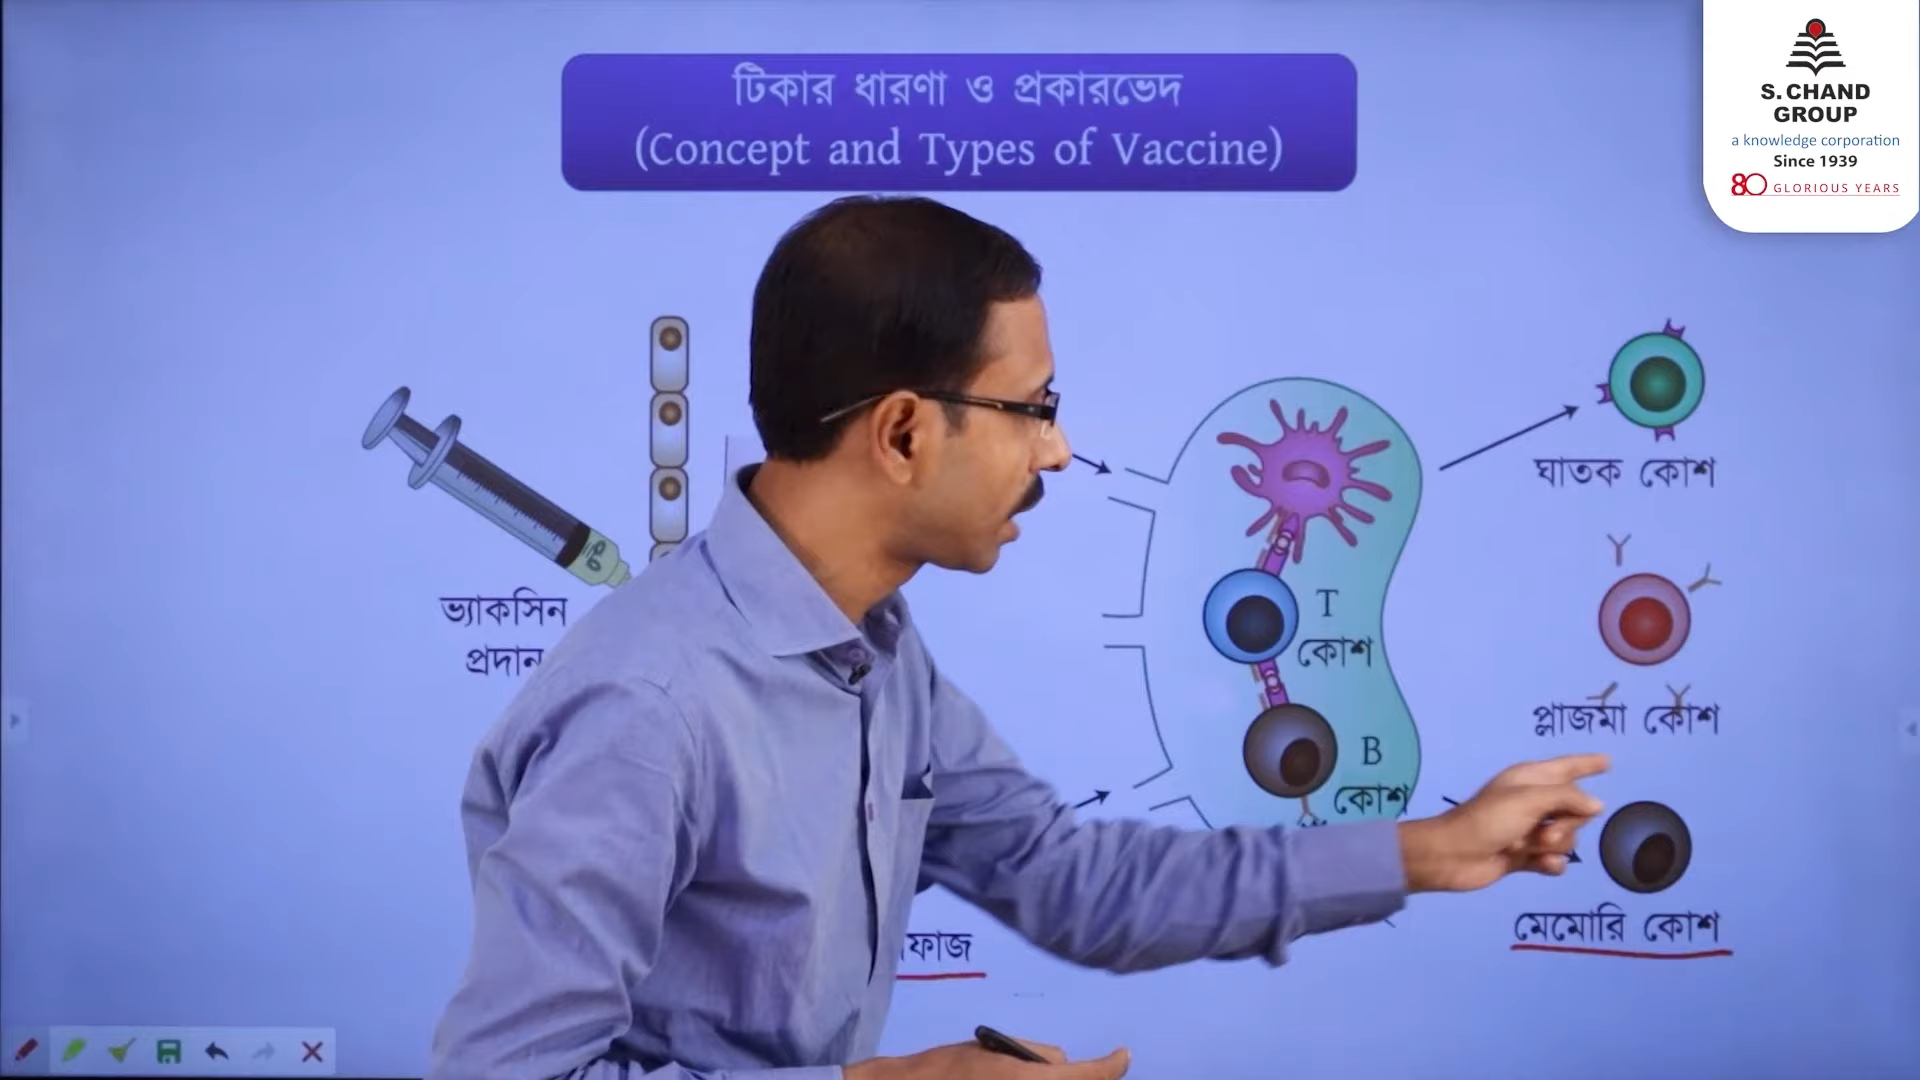 টিকার ধারণা ও প্রকারভেদ
(Concept and Types of Vaccine)
S. CHAND
GROUP
a knowledge corporation
Since 1939
80 GLORIOUS YEARS
ভ্যাকসিন
প্রদান
T
কোশ
B
কোশ
ঘাতক কোশ
প্লাজমা কোশ
মেমোরি কোশ